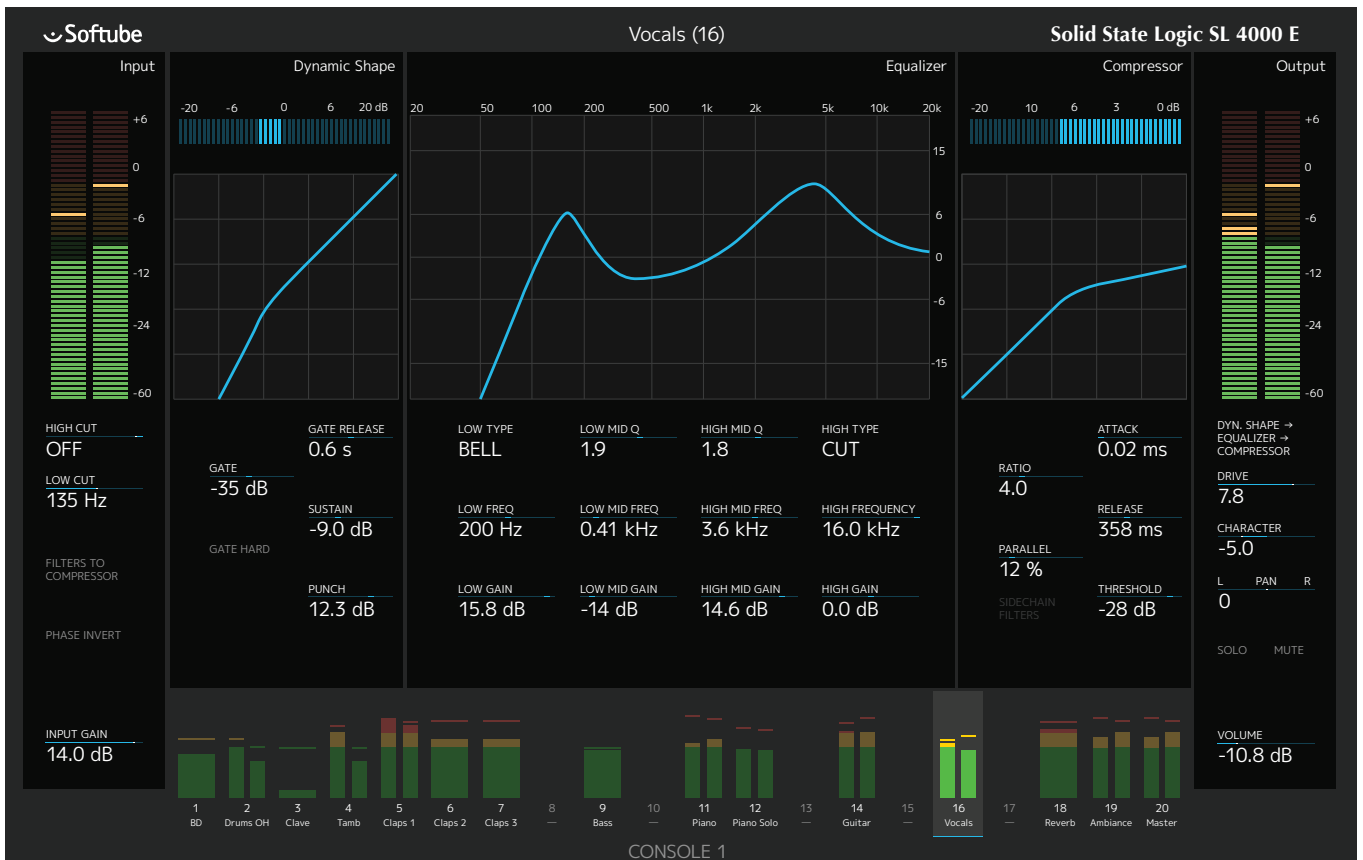 Softube
Vocals (16)
Solid State Logic SL 4000 E
Input
+6
0
-6
-12
-24
-60
HIGH CUT
OFF
LOW CUT
135 Hz
FILTERS TO
COMPRESSOR
PHASE INVERT
INPUT GAIN
14.0 dB
Dynamic Shape
-20 -6 0 6 20 dB
GATE RELEASE
0.6 s
GATE
-35 dB
SUSTAIN
-9.0 dB
GATE HARD
PUNCH
12.3 dB
Equalizer
20 50 100 200 500 1k 2k 5k 10k 20k
15
6
0
-6
-15
LOW TYPE LOW MID Q HIGH MID Q HIGH TYPE
BELL 1.9 1.8 CUT
LOW FREQ LOW MID FREQ HIGH MID FREQ HIGH FREQUENCY
200 Hz 0.41 kHz 3.6 kHz 16.0 kHz
LOW GAIN LOW MID GAIN HIGH MID GAIN HIGH GAIN
15.8 dB -14 dB 14.6 dB 0.0 dB
Compressor
-20 10 6 3 0 dB
ATTACK
0.02 ms
RATIO
4.0
RELEASE
358 ms
PARALLEL
12 %
THRESHOLD
-28 dB
SIDECHAIN
FILTERS
Output
+6
0
-6
-12
-24
-60
DYN. SHAPE →
EQUALIZER →
COMPRESSOR
DRIVE
7.8
CHARACTER
-5.0
L PAN R
0
SOLO MUTE
VOLUME
-10.8 dB
1 2 3 4 5 6 7 8 9 10 11 12 13 14 15 16 17 18 19 20
BD Drums OH Clave Tamb Claps 1 Claps 2 Claps 3 — Bass — Piano Piano Solo — Guitar — Vocals — Reverb Ambiance Master
CONSOLE 1